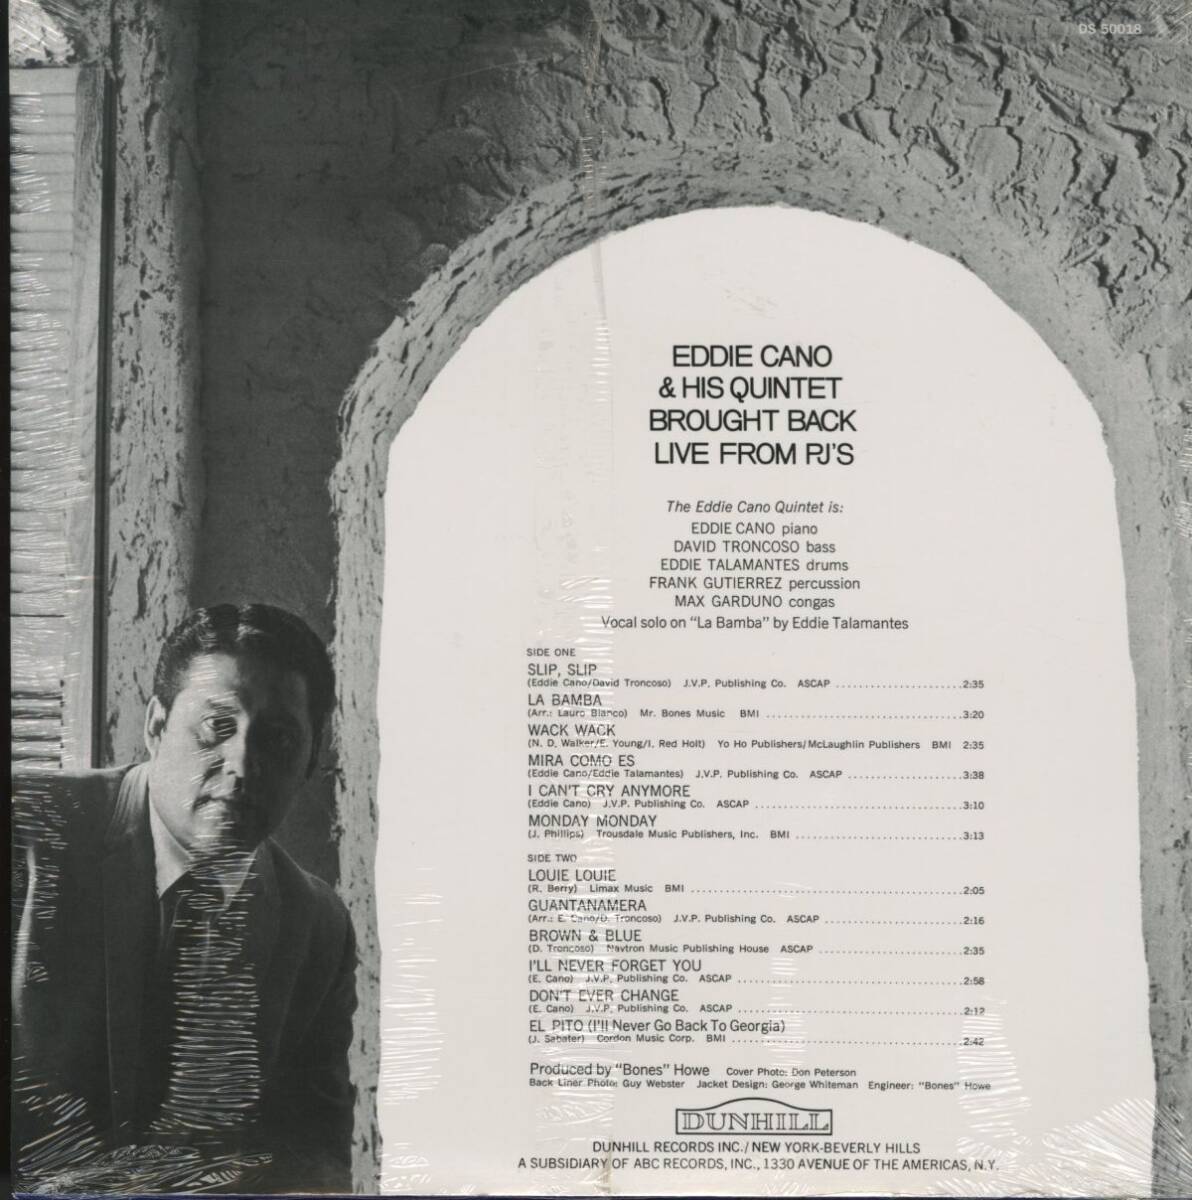 DS 50018
EDDIE CANO
& HIS QUINTET
BROUGHT BACK
LIVE FROM PJ'S
The Eddie Cano Quintet is:
EDDIE CANO piano
DAVID TRONCOSO bass
EDDIE TALAMANTES drums
FRANK GUTIERREZ percussion
MAX GARDUNO congas
Vocal solo on "La Bamba" by Eddie Talamantes
SIDE ONE
SLIP, SLIP
(Eddie Cano/David Troncoso) J.V.P. Publishing Co. ASCAP ......................2:35
LA BAMBA
(Arr.: Lauro Blanco) Mr. Bones Music BMI ..................................3:20
WACK WACK
(N. D. Walker/E. Young/I. Red Holt) Yo Ho Publishers/McLaughlin Publishers BMI 2:35
MIRA COMO ES
(Eddie Cano/Eddie Talamantes) J.V.P. Publishing Co. ASCAP ....................3:38
I CAN'T CRY ANYMORE
(Eddie Cano) J.V.P. Publishing Co. ASCAP ....................................3:10
MONDAY MONDAY
(J. Phillips) Trousdale Music Publishers, Inc. BMI .............................3:13
SIDE TWO
LOUIE LOUIE
(R. Berry) Limax Music BMI ...............................................2:05
GUANTANAMERA
(Arr.: E. Cano/D. Troncoso) J.V.P. Publishing Co. ASCAP ........................2:16
BROWN & BLUE
(D. Troncoso) Navtron Music Publishing House ASCAP .........................2:35
I'LL NEVER FORGET YOU
(E. Cano) J.V.P. Publishing Co. ASCAP .......................................2:58
DON'T EVER CHANGE
(E. Cano) J.V.P. Publishing Co. ASCAP .......................................2:12
EL PITO (I'll Never Go Back To Georgia)
(J. Sabater) Cordon Music Corp. BMI ........................................2:42
Produced by "Bones" Howe Cover Photo: Don Peterson
Back Liner Photo: Guy Webster Jacket Design: George Whiteman Engineer: "Bones" Howe
DUNHILL
DUNHILL RECORDS INC./ NEW YORK-BEVERLY HILLS
A SUBSIDIARY OF ABC RECORDS, INC., 1330 AVENUE OF THE AMERICAS, N.Y.